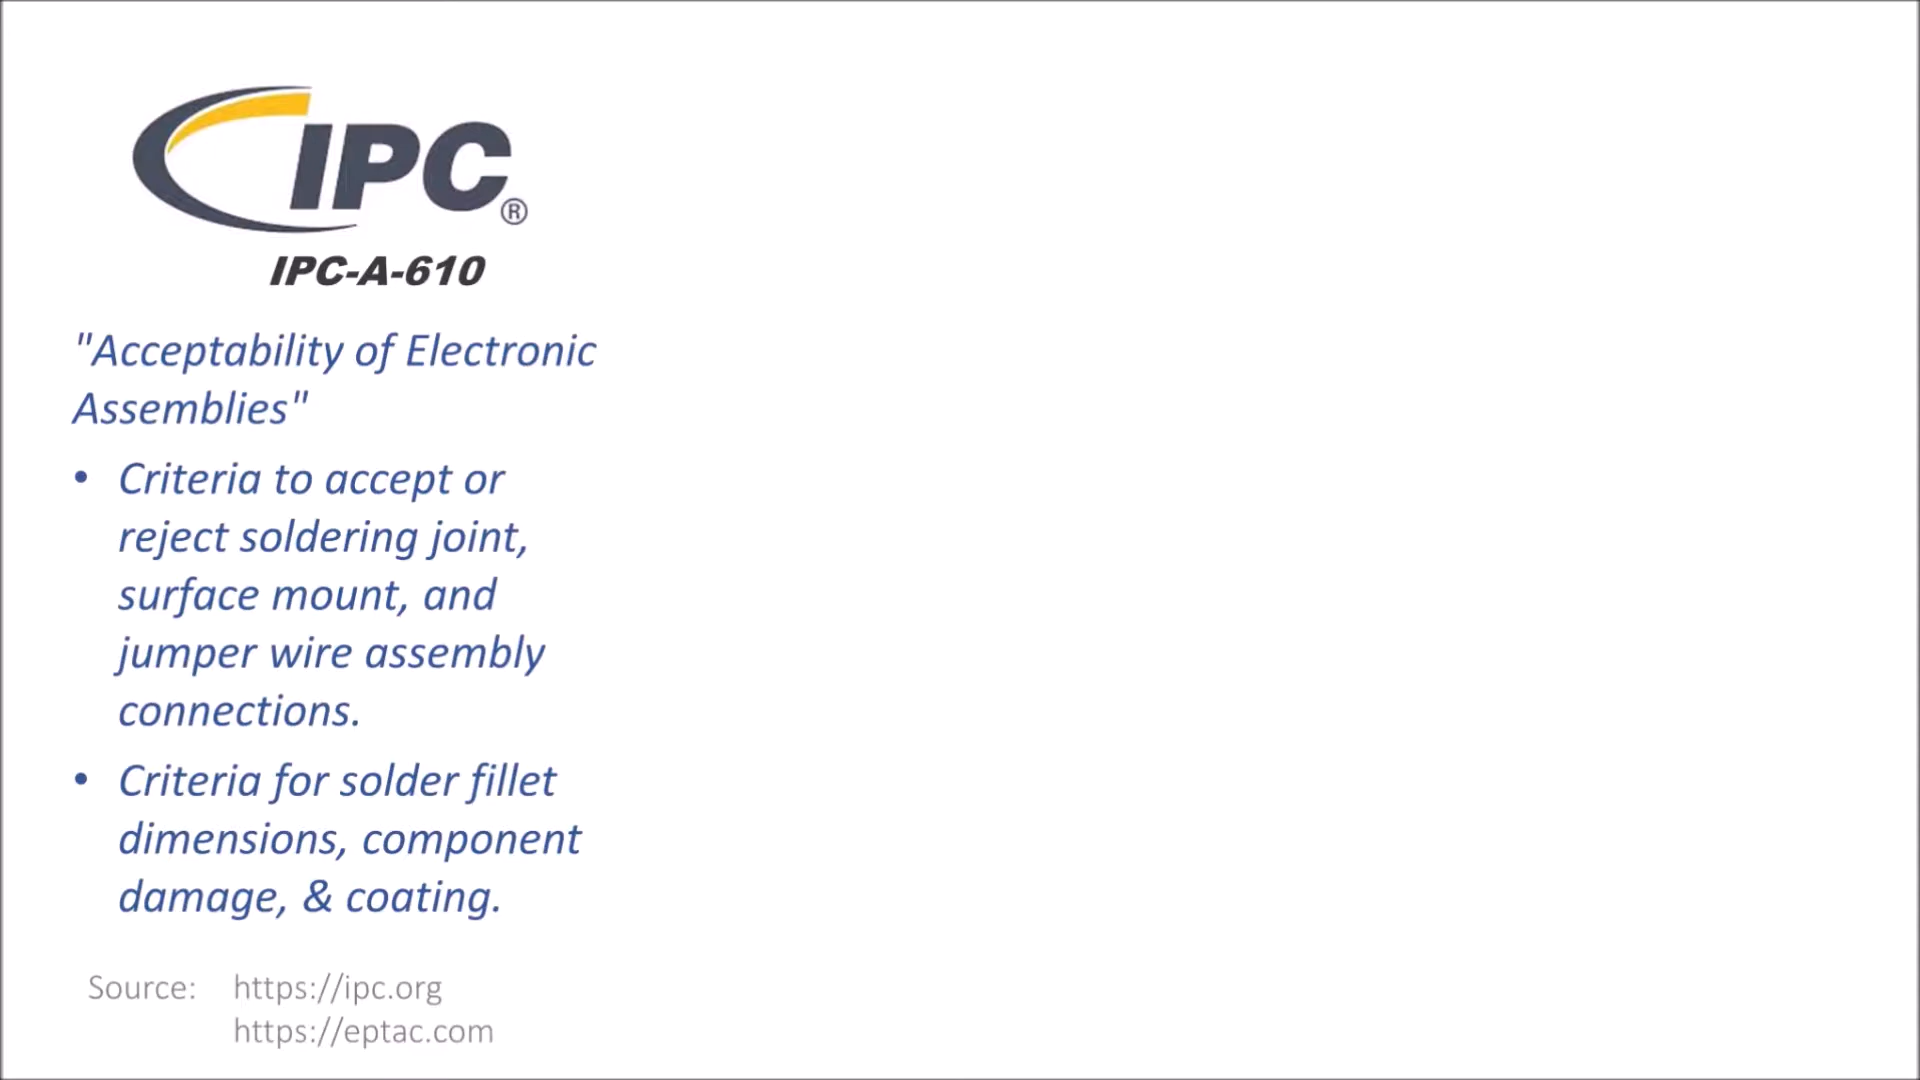 IPC®
IPC-A-610
"Acceptability of Electronic
Assemblies"
• Criteria to accept or
reject soldering joint,
surface mount, and
jumper wire assembly
connections.
• Criteria for solder fillet
dimensions, component
damage, & coating.
Source: https://ipc.org
https://eptac.com